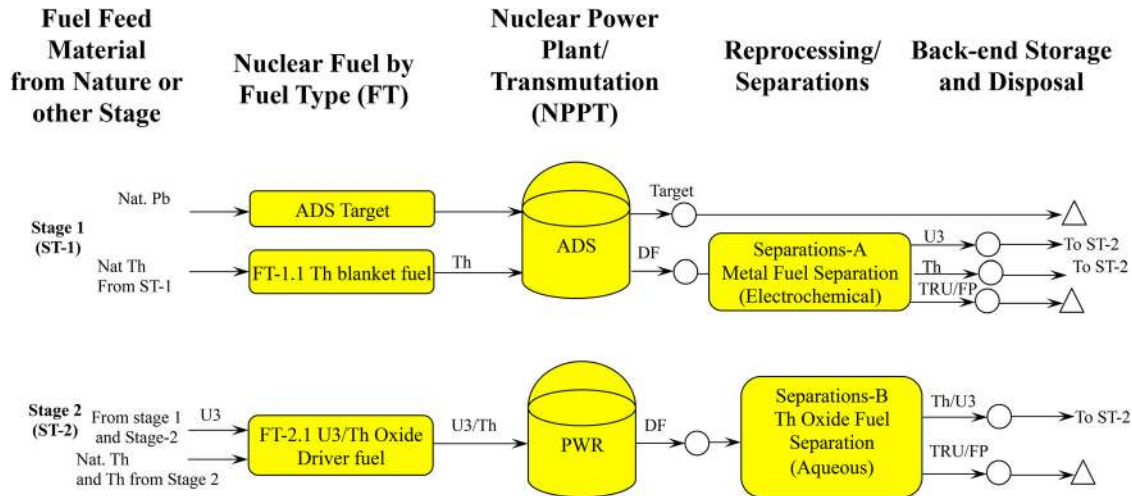 Fuel Feed
Material
from Nature or
other Stage
Nuclear Fuel by
Fuel Type (FT)
Nuclear Power
Plant/
Transmutation
(NPPT)
Reprocessing/
Separations
Back-end Storage
and Disposal
Stage 1
(ST-1)
Nat. Pb
ADS Target
Target
Nat Th
From ST-1
FT-1.1 Th blanket fuel
Th
ADS
DF
Separations-A
Metal Fuel Separation
(Electrochemical)
U3
To ST-2
Th
To ST-2
TRU/FP
Stage 2
(ST-2)
From stage 1
and Stage-2
U3
Nat. Th
and Th from Stage 2
FT-2.1 U3/Th Oxide
Driver fuel
U3/Th
PWR
DF
Separations-B
Th Oxide Fuel
Separation
(Aqueous)
Th/U3
To ST-2
TRU/FP